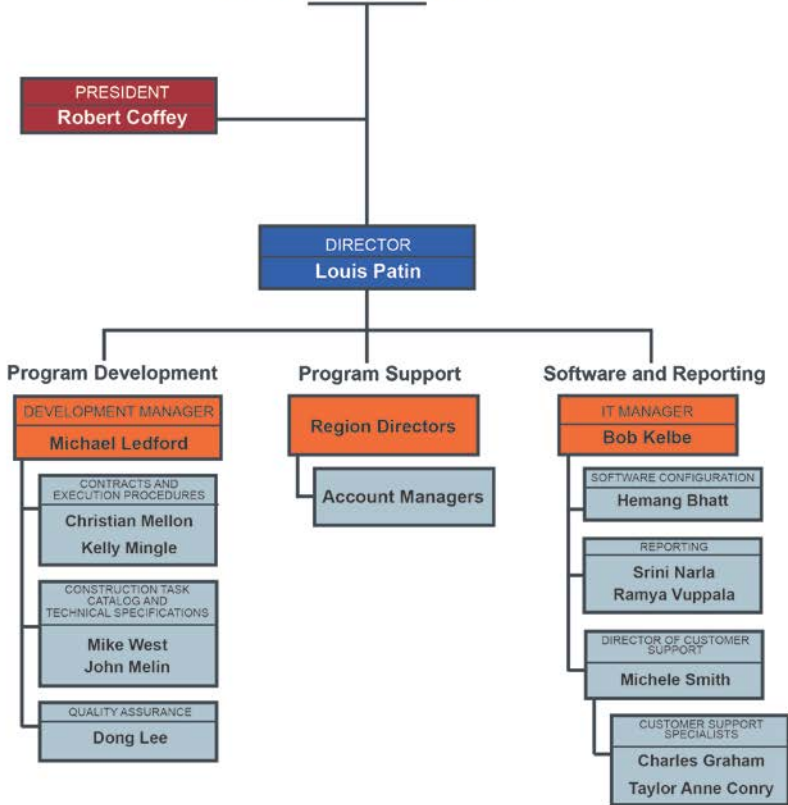 PRESIDENT
Robert Coffey
DIRECTOR
Louis Patin
Program Development
DEVELOPMENT MANAGER
Michael Ledford
CONTRACTS AND
EXECUTION PROCEDURES
Christian Mellon
Kelly Mingle
CONSTRUCTION TASK
CATALOG AND
TECHNICAL SPECIFICATIONS
Mike West
John Melin
QUALITY ASSURANCE
Dong Lee
Program Support
Region Directors
Account Managers
Software and Reporting
IT MANAGER
Bob Kelbe
SOFTWARE CONFIGURATION
Hemang Bhatt
REPORTING
Srini Narla
Ramya Vuppala
DIRECTOR OF CUSTOMER
SUPPORT
Michele Smith
CUSTOMER SUPPORT
SPECIALISTS
Charles Graham
Taylor Anne Conry